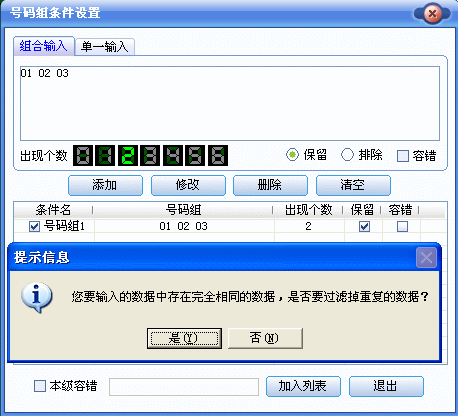 号码组条件设置
组合输入 单一输入
01 02 03
出现个数 0 1 2 3 4 5 6 保留 排除 容错
添加 修改 删除 清空
条件名 号码组 出现个数 保留 容错
号码组1 01 02 03 2
提示信息
您要输入的数据中存在完全相同的数据，是否要过滤掉重复的数据？
是(Y) 否(N)
本级容错 加入列表 退出